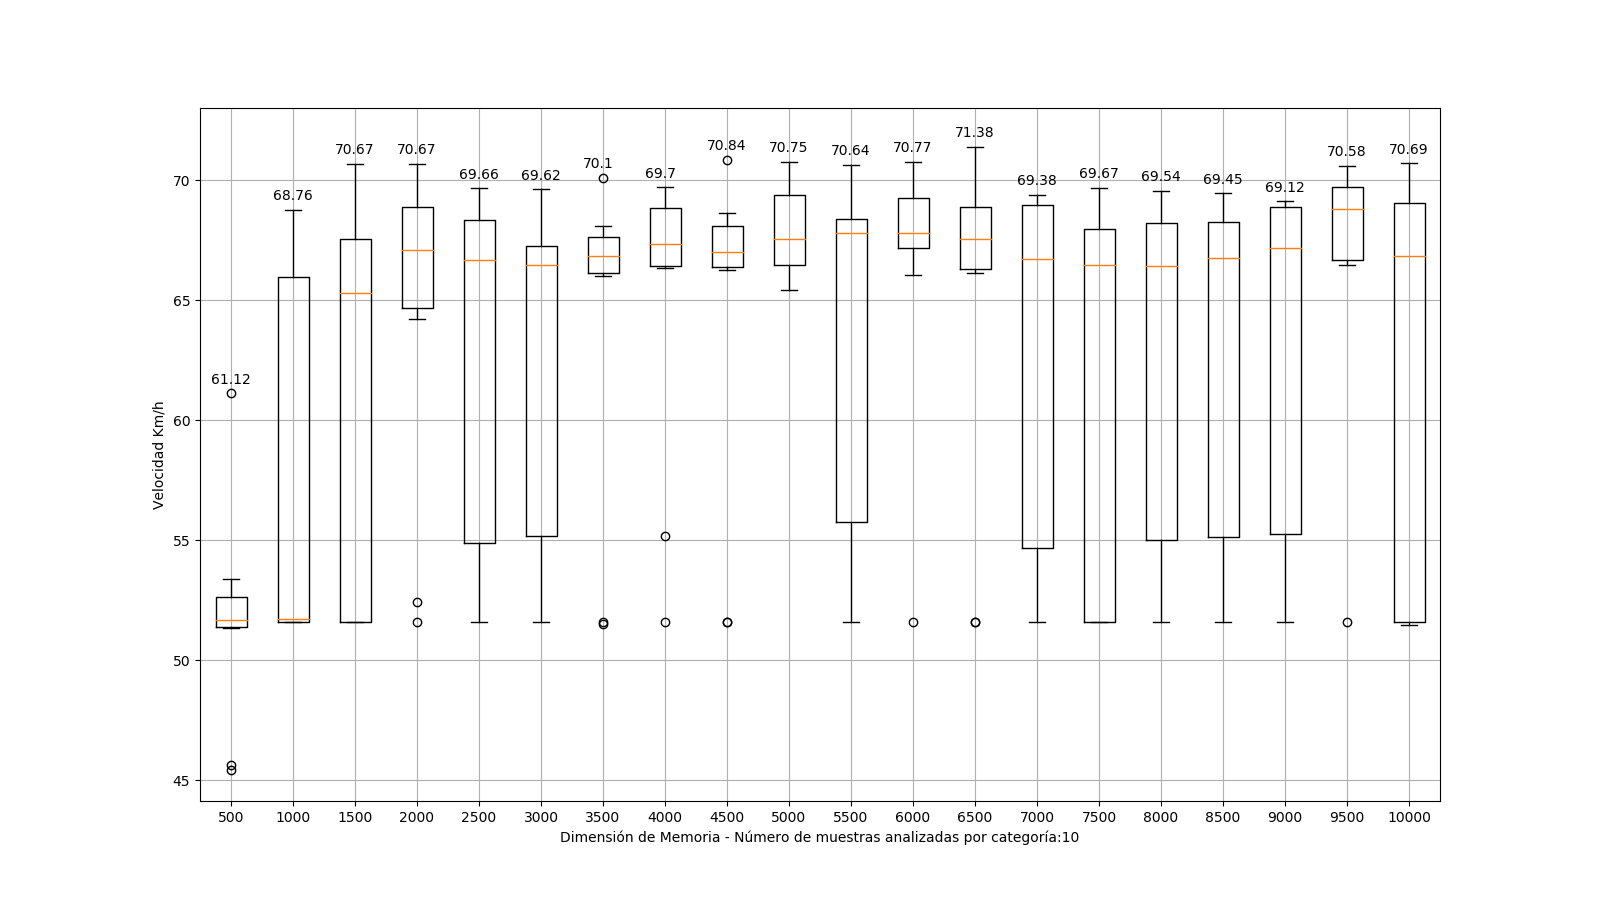 71.38
70.67 70.67 70.84 70.75 70.64 70.77 70.58 70.69
68.76 69.66 69.62 70.1 69.7 69.38 69.67 69.54 69.45 69.12
61.12
70
65
60
55
50
45
Velocidad Km/h
500 1000 1500 2000 2500 3000 3500 4000 4500 5000 5500 6000 6500 7000 7500 8000 8500 9000 9500 10000
Dimensión de Memoria - Número de muestras analizadas por categoría:10